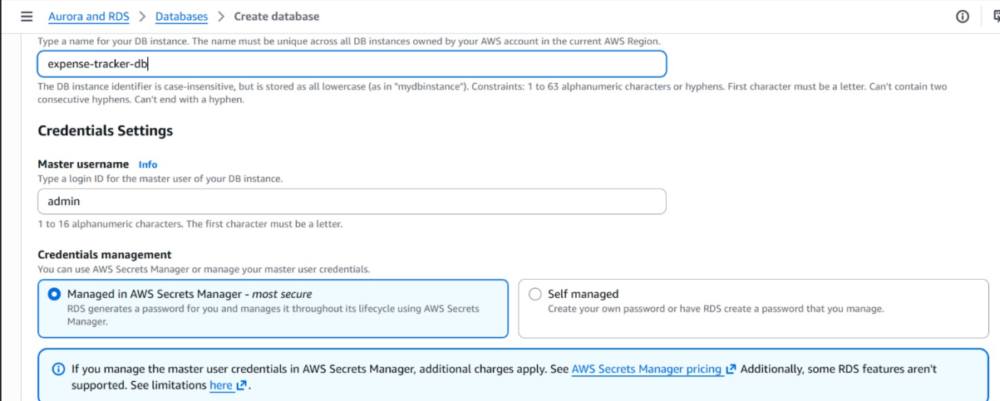 Aurora and RDS > Databases > Create database
Type a name for your DB instance. The name must be unique across all DB instances owned by your AWS account in the current AWS Region.
expense-tracker-db
The DB instance identifier is case-insensitive, but is stored as all lowercase (as in "mydbinstance"). Constraints: 1 to 63 alphanumeric characters or hyphens. First character must be a letter. Can't contain two
consecutive hyphens. Can't end with a hyphen.
Credentials Settings
Master username Info
Type a login ID for the master user of your DB instance.
admin
1 to 16 alphanumeric characters. The first character must be a letter.
Credentials management
You can use AWS Secrets Manager or manage your master user credentials.
Managed in AWS Secrets Manager - most secure
RDS generates a password for you and manages it throughout its lifecycle using AWS Secrets
Manager.
Self managed
Create your own password or have RDS create a password that you manage.
If you manage the master user credentials in AWS Secrets Manager, additional charges apply. See AWS Secrets Manager pricing Additionally, some RDS features aren't
supported. See limitations here .